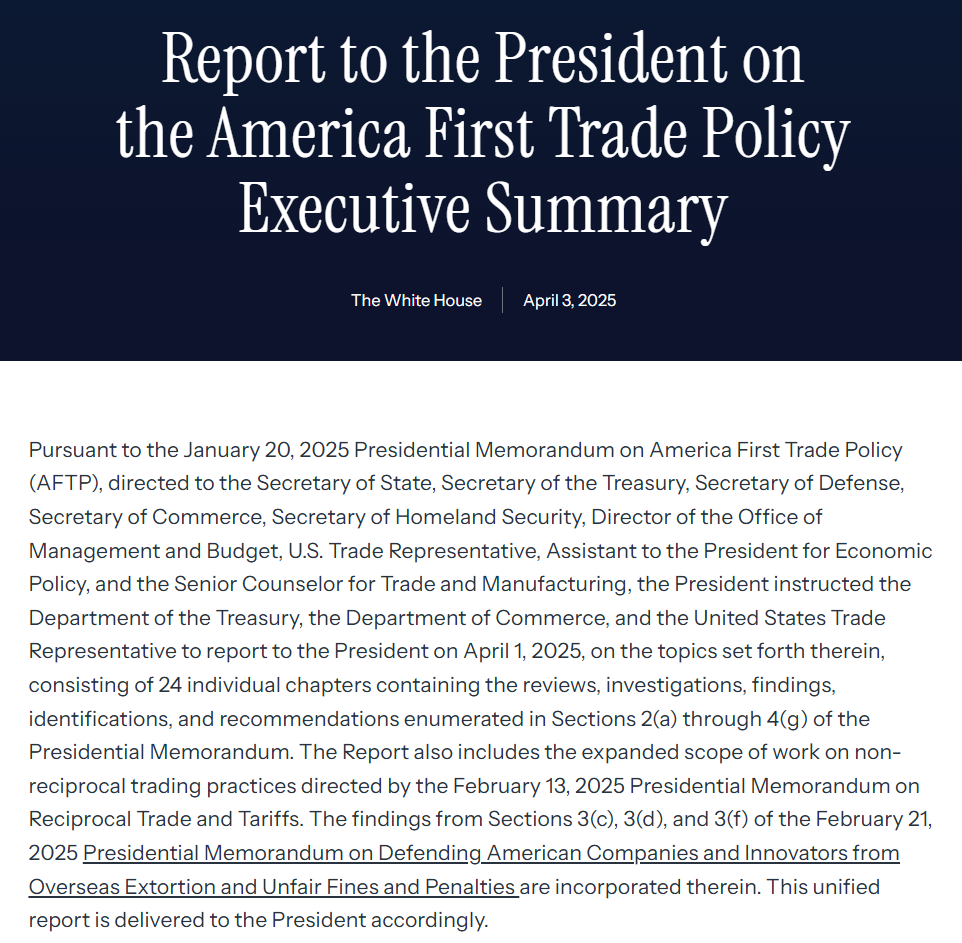 Report to the President on
the America First Trade Policy
Executive Summary
The White House
April 3, 2025
Pursuant to the January 20, 2025 Presidential Memorandum on America First Trade Policy
(AFTP), directed to the Secretary of State, Secretary of the Treasury, Secretary of Defense,
Secretary of Commerce, Secretary of Homeland Security, Director of the Office of
Management and Budget, U.S. Trade Representative, Assistant to the President for Economic
Policy, and the Senior Counselor for Trade and Manufacturing, the President instructed the
Department of the Treasury, the Department of Commerce, and the United States Trade
Representative to report to the President on April 1, 2025, on the topics set forth therein,
consisting of 24 individual chapters containing the reviews, investigations, findings,
identifications, and recommendations enumerated in Sections 2(a) through 4(g) of the
Presidential Memorandum. The Report also includes the expanded scope of work on non-
reciprocal trading practices directed by the February 13, 2025 Presidential Memorandum on
Reciprocal Trade and Tariffs. The findings from Sections 3(c), 3(d), and 3(f) of the February 21,
2025 Presidential Memorandum on Defending American Companies and Innovators from
Overseas Extortion and Unfair Fines and Penalties are incorporated therein. This unified
report is delivered to the President accordingly.